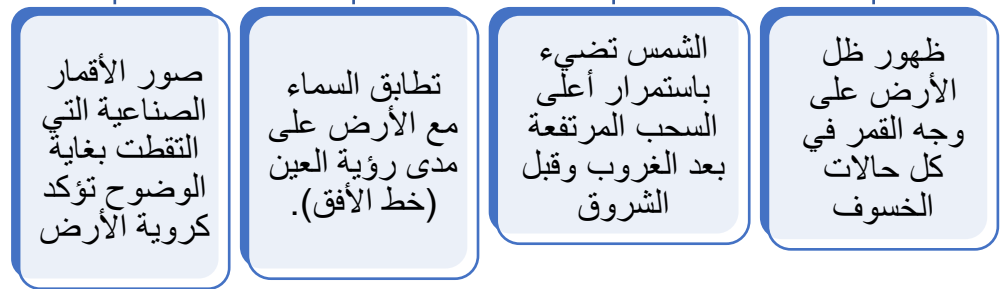 ظهور ظل
الأرض على
وجه القمر في
كل حالات
الخسوف
الشمس تضيء
باستمرار أعلى
السحب المرتفعة
بعد الغروب وقبل
الشروق
تطابق السماء
مع الأرض على
مدى رؤية العين
(خط الأفق).
صور الأقمار
الصناعية التي
التقطت بغاية
الوضوح تؤكد
كروية الأرض